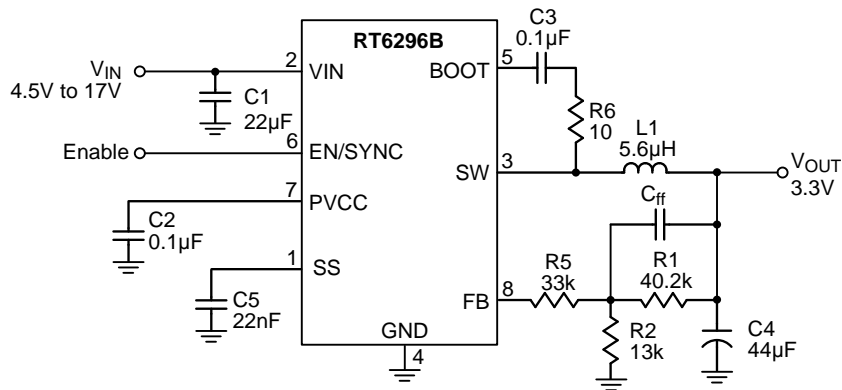 RT6296B
C3
0.1µF
2
5
VIN
4.5V to 17V
VIN
BOOT
C1
22µF
R6
10
L1
5.6µH
Enable
6
EN/SYNC
SW
3
VOUT
3.3V
7
PVCC
Cff
C2
0.1µF
1
SS
R5
33k
R1
40.2k
C5
22nF
FB
8
GND
4
R2
13k
C4
44µF